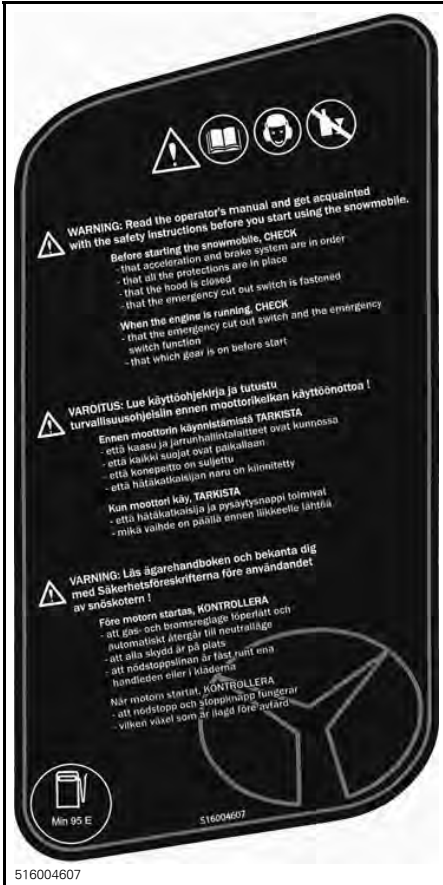 WARNING: Read the operator's manual and get acquainted
with the safety instructions before you start using the snowmobile.
Before starting the snowmobile, CHECK
- that acceleration and brake system are in order
- that all the protections are in place
- that the hood is closed
- that the emergency cut out switch is fastened
When the engine is running, CHECK
- that the emergency cut out switch and the emergency
switch function
- that which gear is on before start
VAROITUS: Lue käyttöohjekirja ja tutustu
turvallisuusohjeisiin ennen moottorikelkan käyttöönottoa !
Ennen moottorin käynnistämistä TARKISTA
- että kaasu ja jarrunhallintalaitteet ovat kunnossa
- että kaikki suojat ovat paikallaan
- että konepeitto on suljettu
- että hätäkatkaisijan naru on kiinnitetty
Kun moottori käy, TARKISTA
- että hätäkatkaisija ja pysäytysnappi toimivat
- mikä vaihde on päällä ennen liikkeelle lähtöä
VARNING: Läs ägarehandboken och bekanta dig
med Säkerhetsföreskrifterna före användandet
av snöskotern !
Före motorn startas, KONTROLLERA
- att gas- och bromsreglage löperlätt och
automatiskt återgår till neutralläge
- att alla skydd är på plats
- att nödstoppslinan är fäst runt ena
handleden eller i kläderna
När motorn startat, KONTROLLERA
- att nödstopp och stoppknapp fungerar
- vilken växel som är ilagd före avfärd
Min 95 E
516004607
516004607